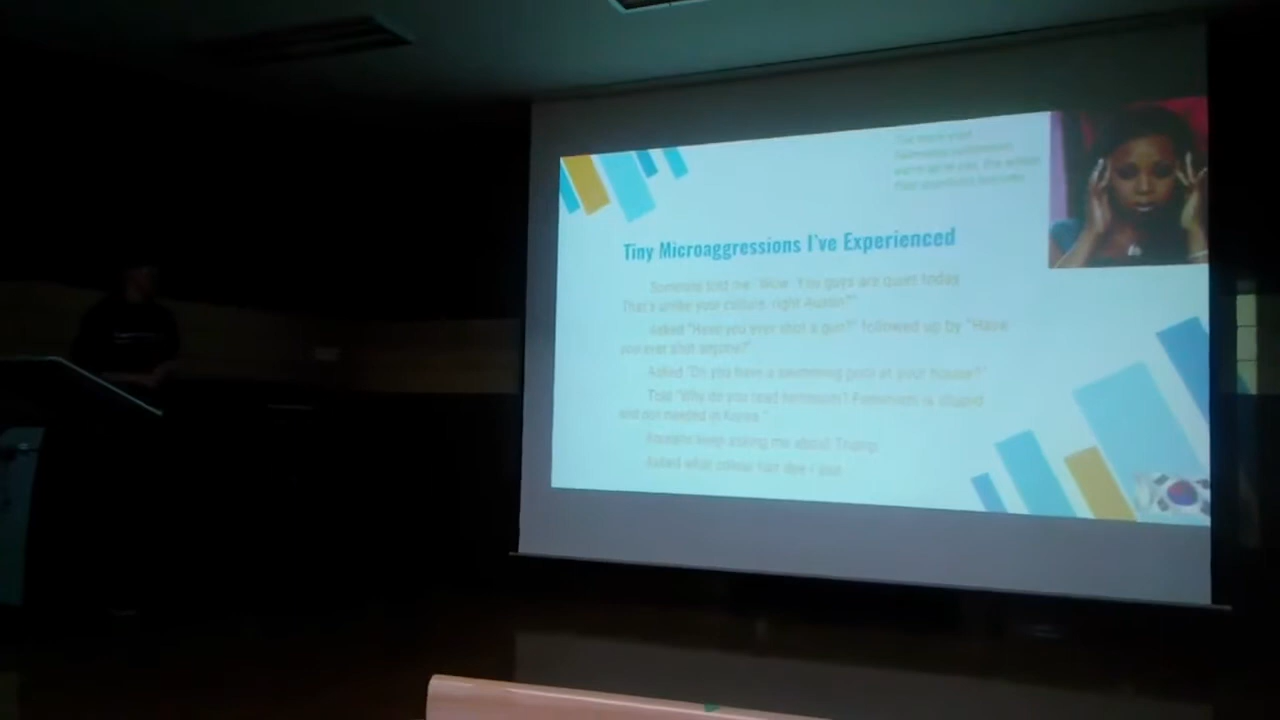 Tiny Microaggressions I've Experienced
Someone told me "Wow. You guys are quiet today.
That's unlike your culture, right Austin?"
Asked "Have you ever shot a gun?" followed up by "Have
you ever shot anyone?"
Asked "Do you have a swimming pool at your house?"
Told "Why do you read feminism? Feminism is stupid
and not needed in Korea."
Koreans keep asking me about Trump
Asked what colour hair dye I use